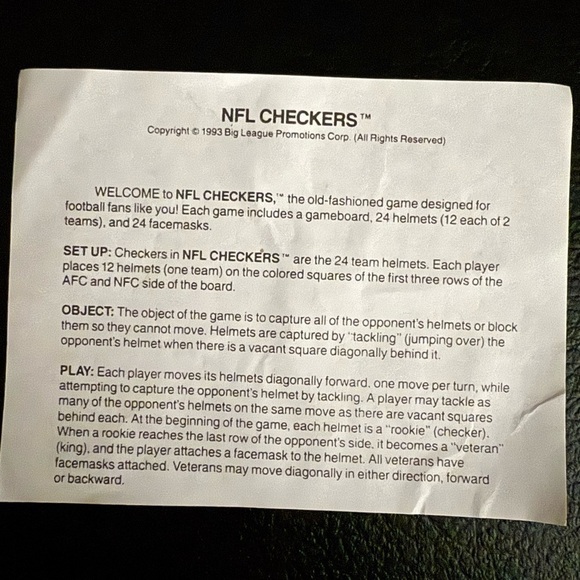 NFL CHECKERS™
Copyright © 1993 Big League Promotions Corp. (All Rights Reserved)
WELCOME to NFL CHECKERS,™ the old-fashioned game designed for
football fans like you! Each game includes a gameboard, 24 helmets (12 each of 2
teams), and 24 facemasks.
SET UP: Checkers in NFL CHECKERS™ are the 24 team helmets. Each player
places 12 helmets (one team) on the colored squares of the first three rows of the
AFC and NFC side of the board.
OBJECT: The object of the game is to capture all of the opponent's helmets or block
them so they cannot move. Helmets are captured by "tackling" (jumping over) the
opponent's helmet when there is a vacant square diagonally behind it.
PLAY: Each player moves its helmets diagonally forward, one move per turn, while
attempting to capture the opponent's helmet by tackling. A player may tackle as
many of the opponent's helmets on the same move as there are vacant squares
behind each. At the beginning of the game, each helmet is a "rookie" (checker).
When a rookie reaches the last row of the opponent's side, it becomes a "veteran"
(king), and the player attaches a facemask to the helmet. All veterans have
facemasks attached. Veterans may move diagonally in either direction, forward
or backward.